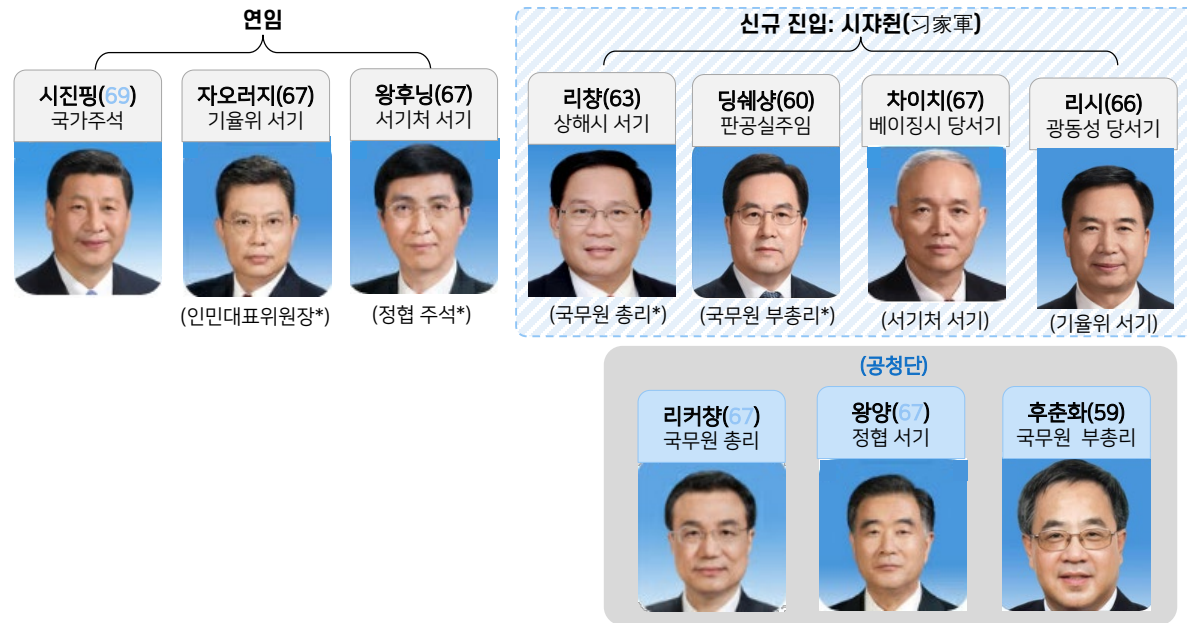 연임
신규 진입: 시쟈쥔(习家軍)
시진핑(69)
국가주석
자오러지(67)
기율위 서기
왕후닝(67)
서기처 서기
리챵(63)
상해시 서기
딩쉐샹(60)
판공실주임
차이치(67)
베이징시 당서기
리시(66)
광동성 당서기
(인민대표위원장*)
(정협 주석*)
(국무원 총리*)
(국무원 부총리*)
(서기처 서기)
(기율위 서기)
(공청단)
리커챵(67)
국무원 총리
왕양(67)
정협 서기
후춘화(59)
국무원 부총리